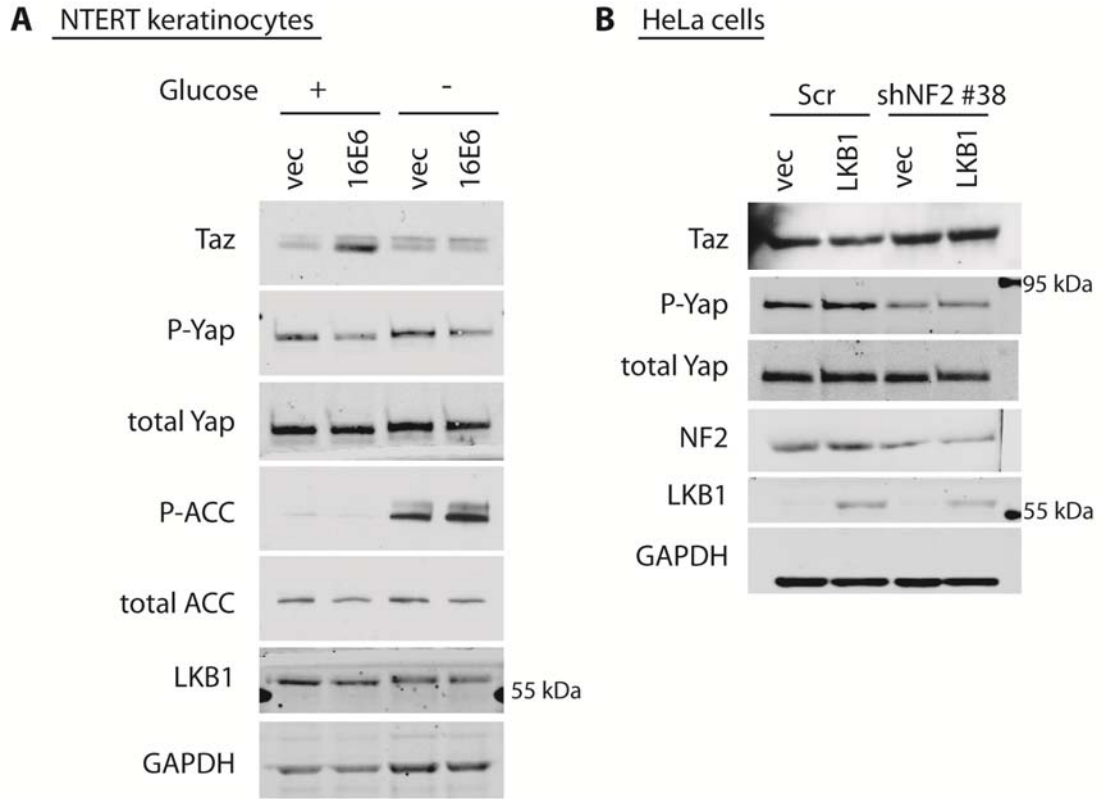 A NTERT keratinocytes
Glucose + -
vec 16E6 vec 16E6
Taz
P-Yap
total Yap
P-ACC
total ACC
LKB1
55 kDa
GAPDH
B HeLa cells
Scr shNF2 #38
vec LKB1 vec LKB1
Taz
95 kDa
P-Yap
total Yap
NF2
LKB1
55 kDa
GAPDH